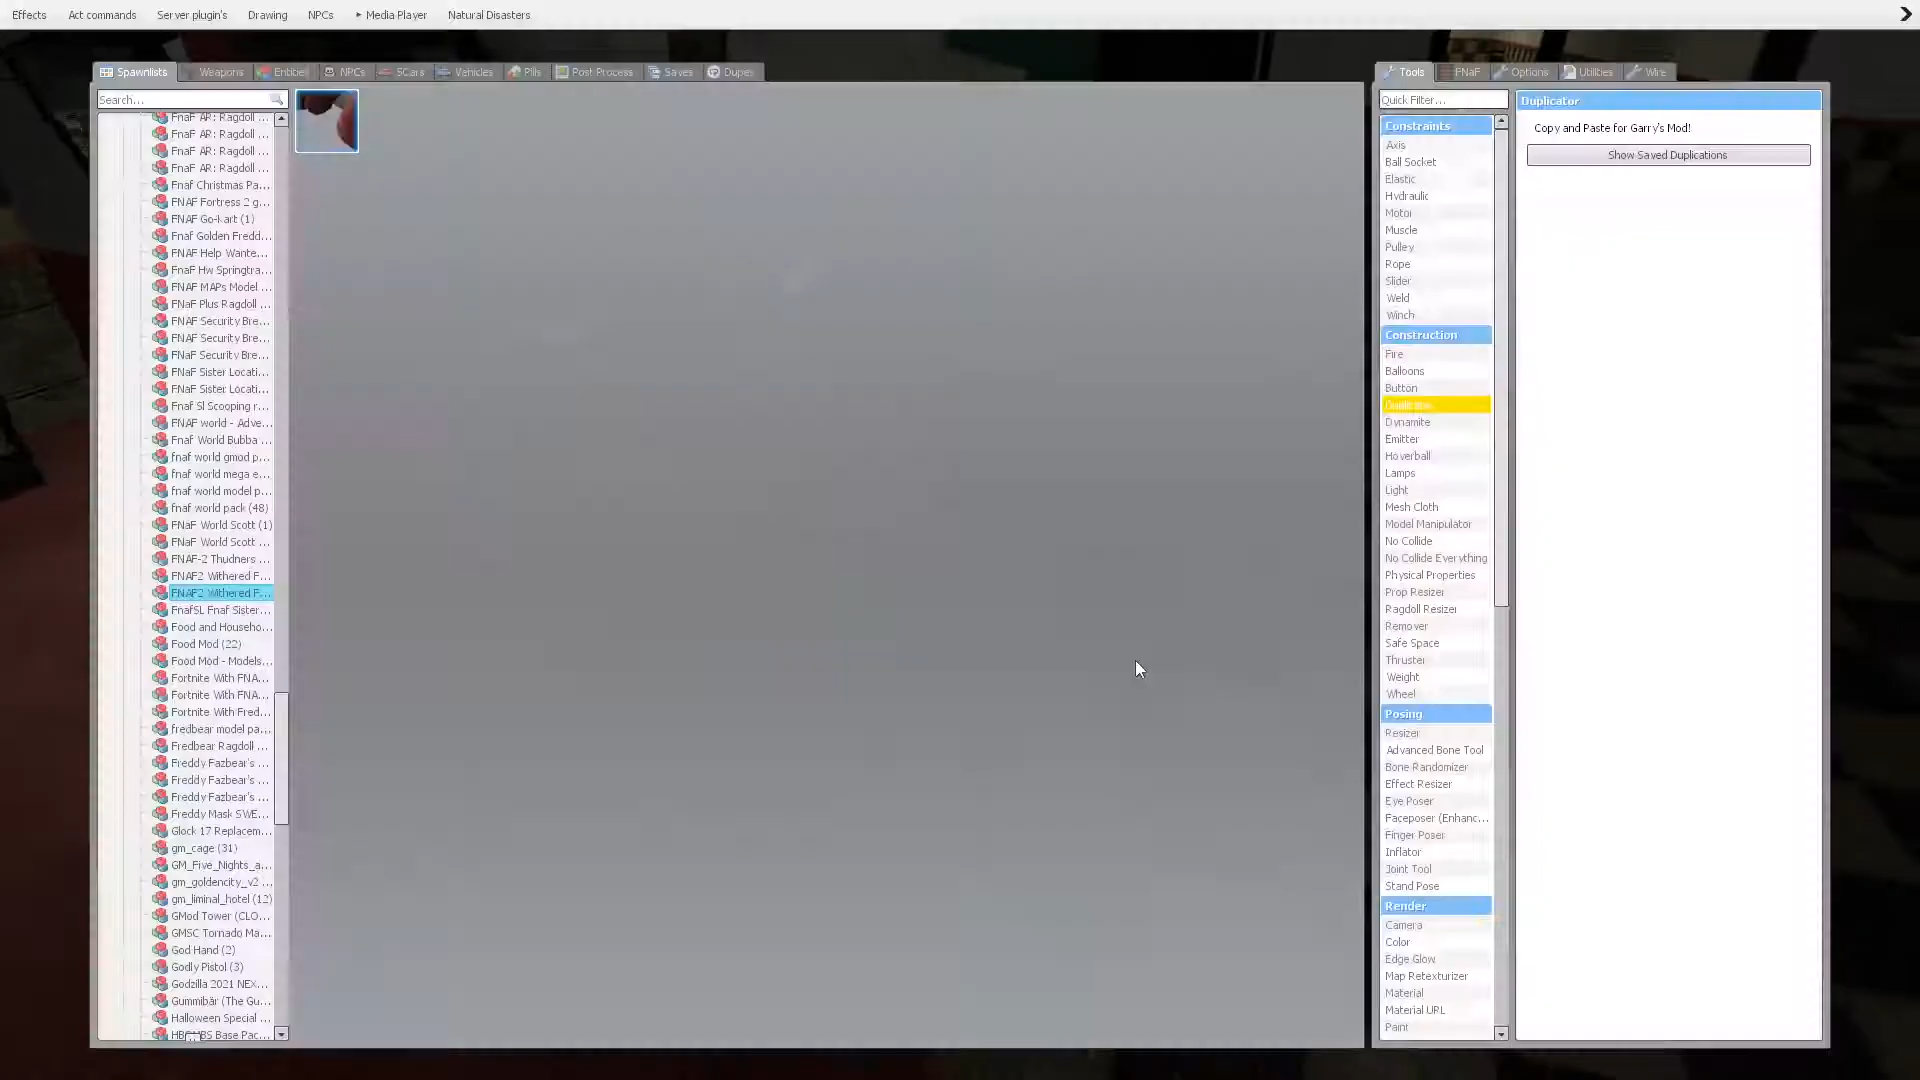 Effects Act commands Server plugin's Drawing NPCs Media Player Natural Disasters
Spawnlists Weapons Entities NPCs SCars Vehicles Pills Post Process Saves Dupes
Search...
FnaF AR: Ragdoll ...
FnaF AR: Ragdoll ...
FnaF AR: Ragdoll ...
FnaF AR: Ragdoll ...
Fnaf Christmas Pa...
FNAF Fortress 2 g...
FNAF Go-kart (1)
Fnaf Golden Fredd...
FNAF Help Wante...
FnaF Hw Springtra...
FNAF MAPs Model ...
FNaF Plus Ragdoll ...
FNAF Security Bre...
FNAF Security Bre...
FNaF Security Bre...
FNaF Sister Locati...
FNaF Sister Locati...
Fnaf Sl Scooping r...
FNAF world - Adve...
Fnaf World Bubba ...
fnaf world gmod p...
fnaf world mega e...
fnaf world model p...
fnaf world pack (48)
FNaF World Scott (1)
FNaF World Scott ...
FNAF-2 Thudners ...
FNAF2 Withered F...
FNAF2 Withered F...
FnafSL Fnaf Sister...
Food and Househo...
Food Mod (22)
Food Mod - Models...
Fortnite With FNA...
Fortnite With FNA...
Fortnite With Fred...
fredbear model pa...
Fredbear Ragdoll ...
Freddy Fazbear's ...
Freddy Fazbear's ...
Freddy Fazbear's ...
Freddy Mask SWE...
Glock 17 Replacem...
gm_cage (31)
GM_Five_Nights_a...
gm_goldencity_v2 ...
gm_liminal_hotel (12)
GMod Tower (CLO...
GMSC Tornado Ma...
God Hand (2)
Godly Pistol (3)
Godzilla 2021 NEX...
Gummibär (The Gu...
Halloween Special ...
Tools FNaF Options Utilities Wire
Quick Filter...
Constraints
Axis
Ball Socket
Elastic
Hydraulic
Motor
Muscle
Pulley
Rope
Slider
Weld
Winch
Construction
Fire
Balloons
Button
Duplicator
Dynamite
Emitter
Hoverball
Lamps
Light
Mesh Cloth
Model Manipulator
No Collide
No Collide Everything
Physical Properties
Prop Resizer
Ragdoll Resizer
Remover
Safe Space
Thruster
Weight
Wheel
Posing
Resizer
Advanced Bone Tool
Bone Randomizer
Effect Resizer
Eye Poser
Faceposer (Enhanc...
Finger Poser
Inflator
Joint Tool
Stand Pose
Render
Camera
Color
Edge Glow
Map Retexturizer
Material
Material URL
Paint
Duplicator
Copy and Paste for Garry's Mod!
Show Saved Duplications